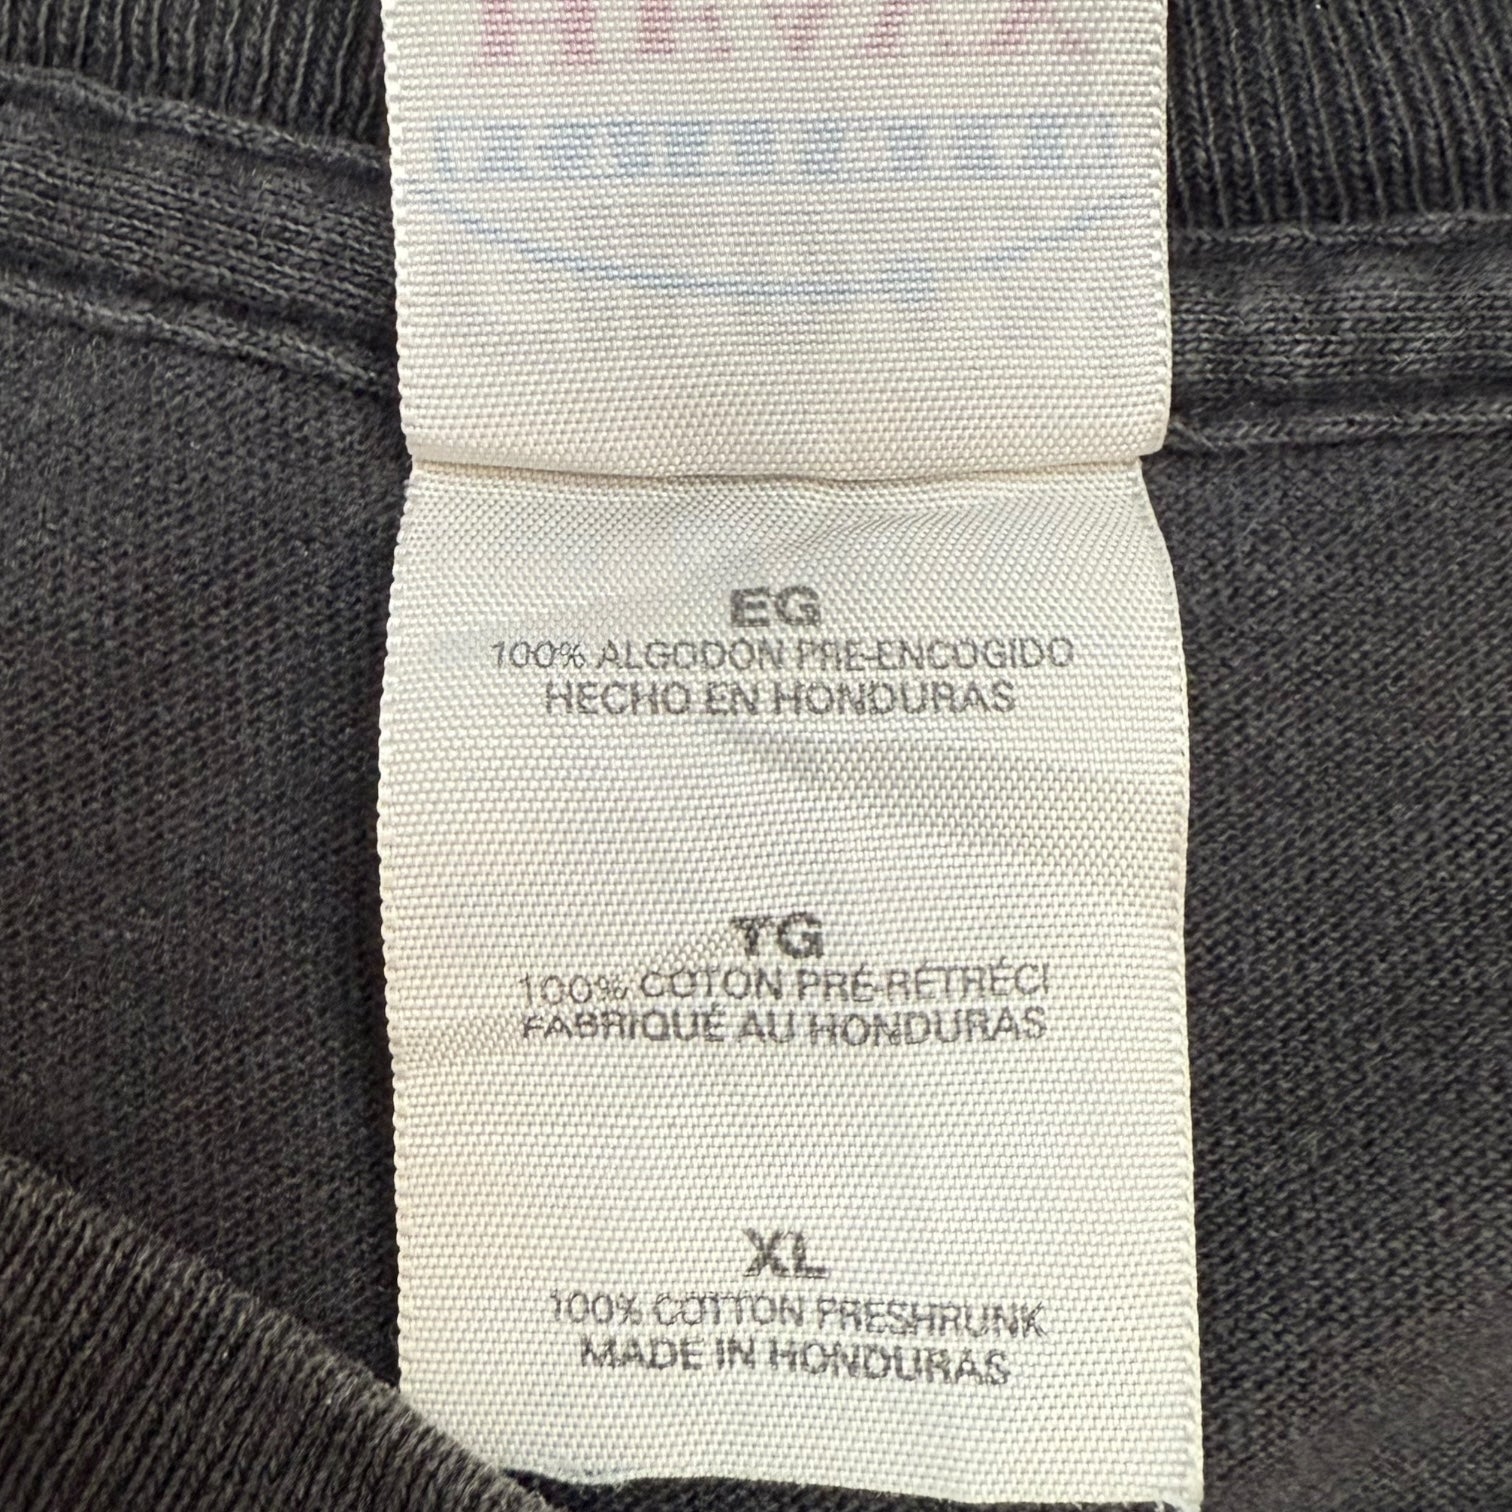 EG
100% ALGODON PRE-ENCOGIDO
HECHO EN HONDURAS
TG
100% COTON PRÉ-RÉTRÉCI
FABRIQUÉ AU HONDURAS
XL
100% COTTON PRESHRUNK
MADE IN HONDURAS